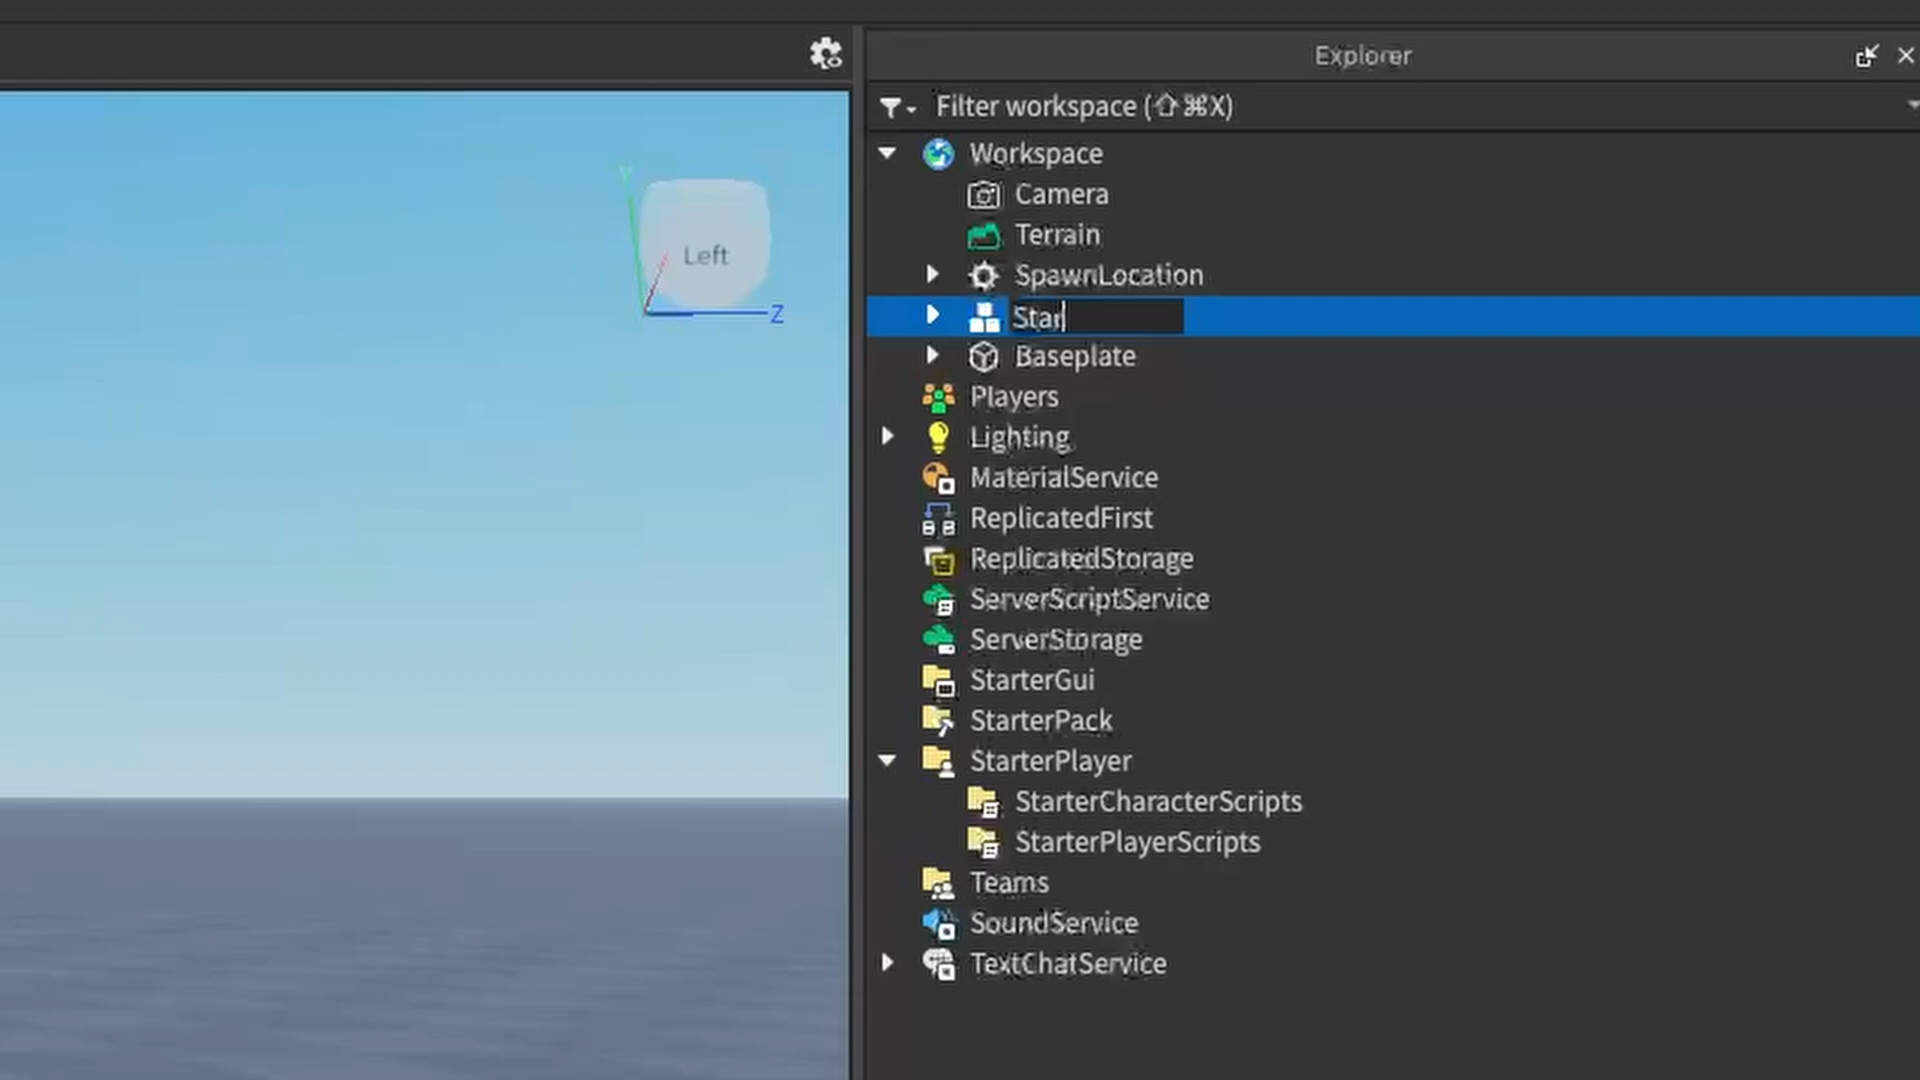 Explorer
Filter workspace (⇧⌘X)
Workspace
Camera
Terrain
SpawnLocation
Star
Baseplate
Players
Lighting
MaterialService
ReplicatedFirst
ReplicatedStorage
ServerScriptService
ServerStorage
StarterGui
StarterPack
StarterPlayer
StarterCharacterScripts
StarterPlayerScripts
Teams
SoundService
TextChatService
Y
Left
Z